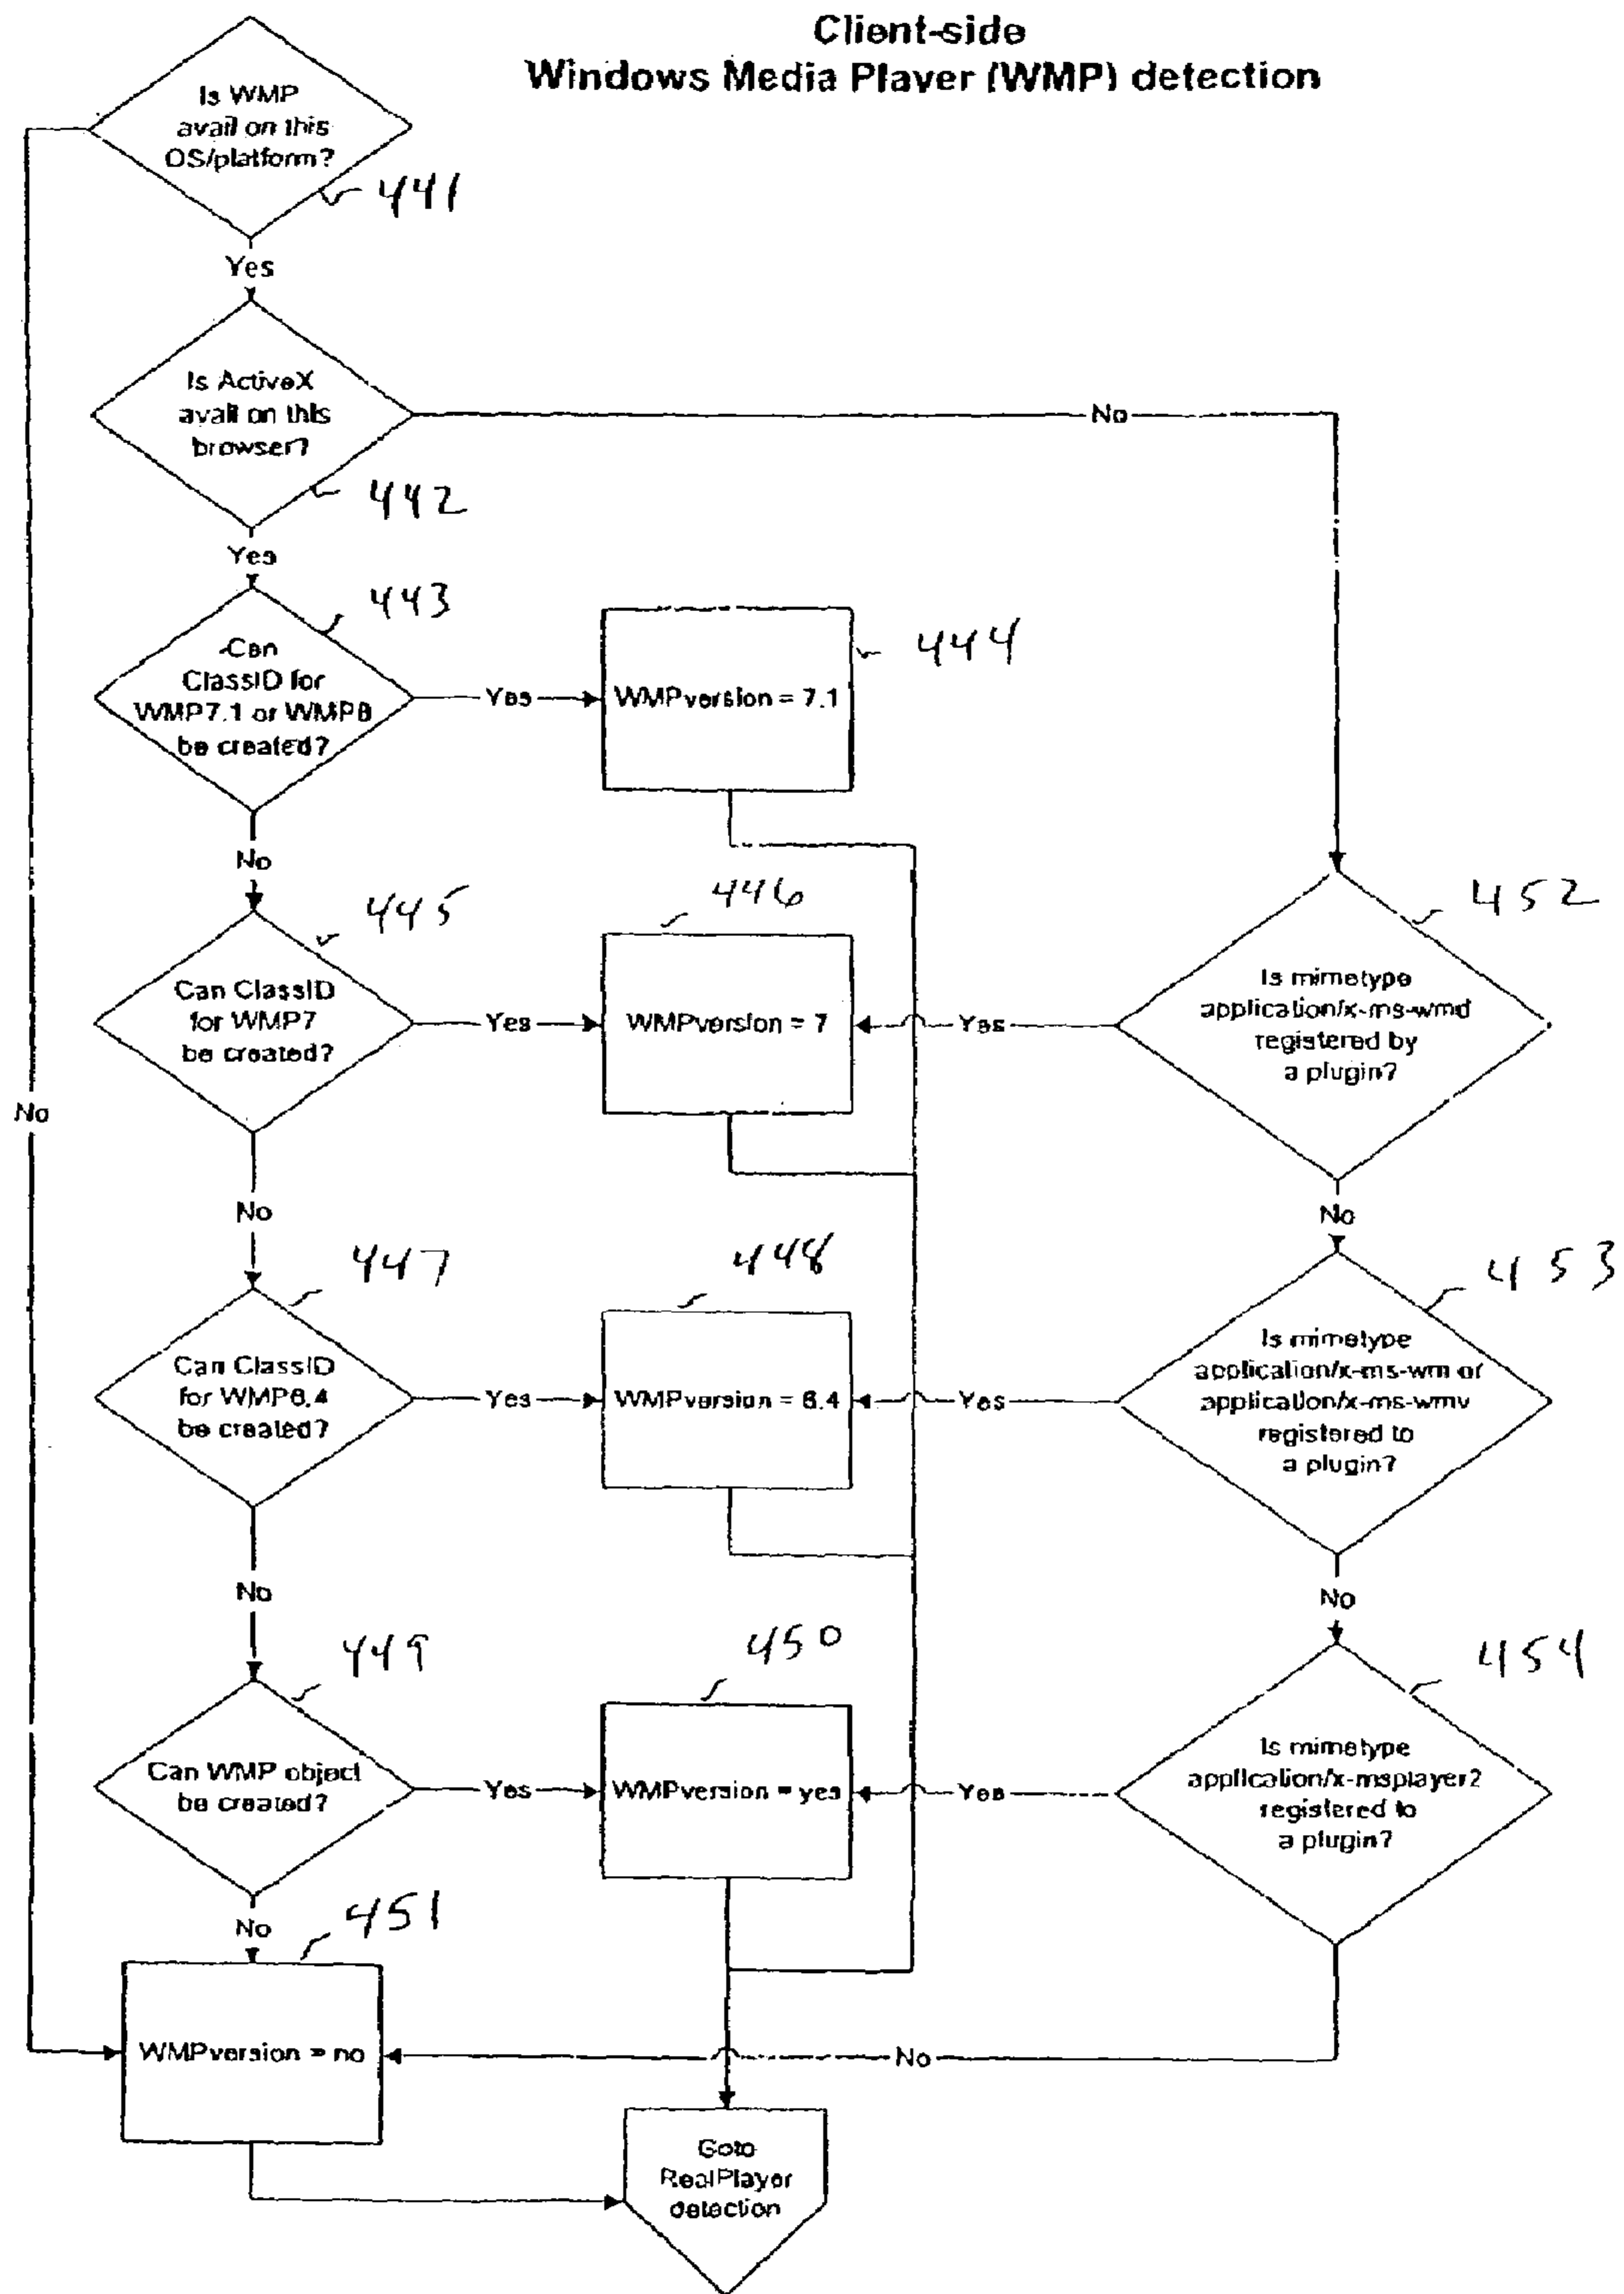 Client-side
Windows Media Player (WMP) detection
Is WMP
avail on this
OS/platform?
441
Yes
Is ActiveX
avail on this
browser?
No
442
Yes
443
-Can
ClassID for
WMP7.1 or WMP8
be created?
Yes
WMPversion = 7.1
444
No
445
Can ClassID
for WMP7
be created?
Yes
446
WMPversion = 7
Yes
452
Is mimetype
application/x-ms-wmd
registered by
a plugin?
No
No
No
447
Can ClassID
for WMP6.4
be created?
Yes
448
WMPversion = 6.4
Yes
453
Is mimetype
application/x-ms-wm or
application/x-ms-wmv
registered to
a plugin?
No
No
449
Can WMP object
be created?
Yes
450
WMPversion = yes
Yes
454
Is mimetype
application/x-msplayer2
registered to
a plugin?
No
451
WMPversion = no
No
Goto
RealPlayer
detection